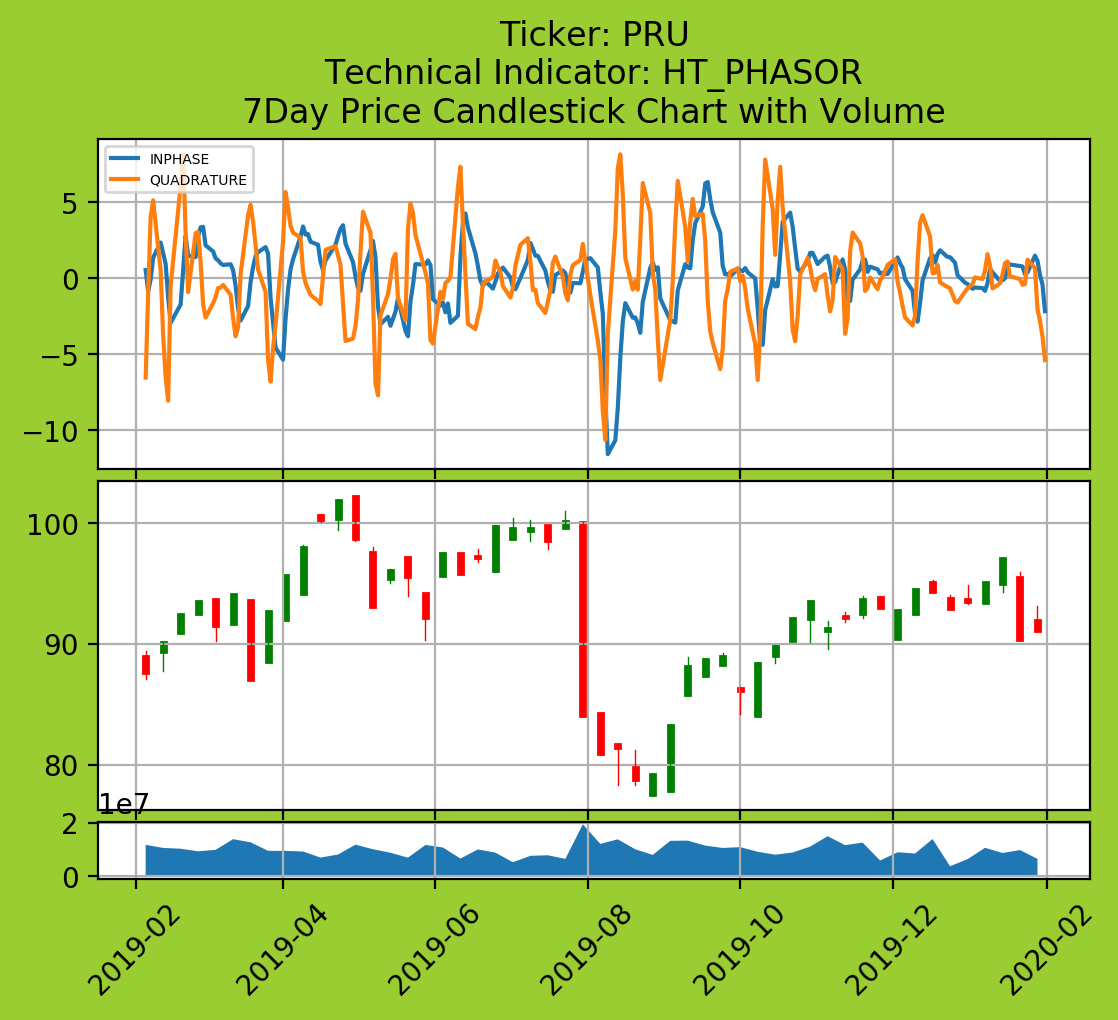 Ticker: PRU
Technical Indicator: HT_PHASOR
7Day Price Candlestick Chart with Volume
INPHASE
QUADRATURE
5
0
−5
−10
100
90
80
1e7
2
0
2019-02
2019-04
2019-06
2019-08
2019-10
2019-12
2020-02